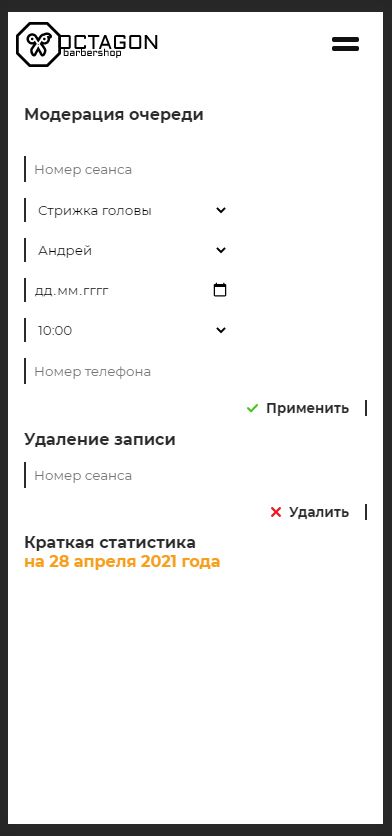 OCTAGON
barbershop
Модерация очереди
Номер сеанса
Стрижка головы
Андрей
дд.мм.гггг
10:00
Номер телефона
Применить
Удаление записи
Номер сеанса
Удалить
Краткая статистика
на 28 апреля 2021 года